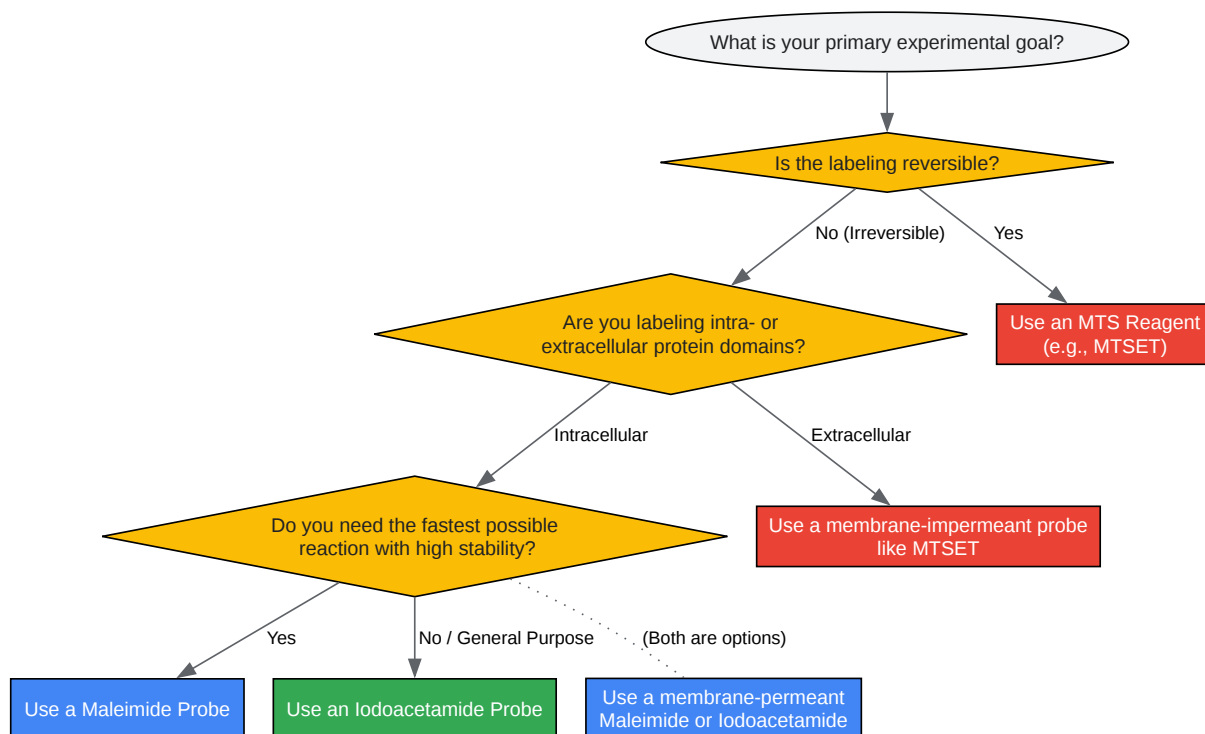 What is your primary experimental goal?
Is the labeling reversible?
No (Irreversible)
Yes
Are you labeling intra- or
extracellular protein domains?
Use an MTS Reagent
(e.g., MTSET)
Intracellular
Extracellular
Do you need the fastest possible
reaction with high stability?
Use a membrane-impermeant probe
like MTSET
Yes
No / General Purpose
(Both are options)
Use a Maleimide Probe
Use an Iodoacetamide Probe
Use a membrane-permeant
Maleimide or Iodoacetamide